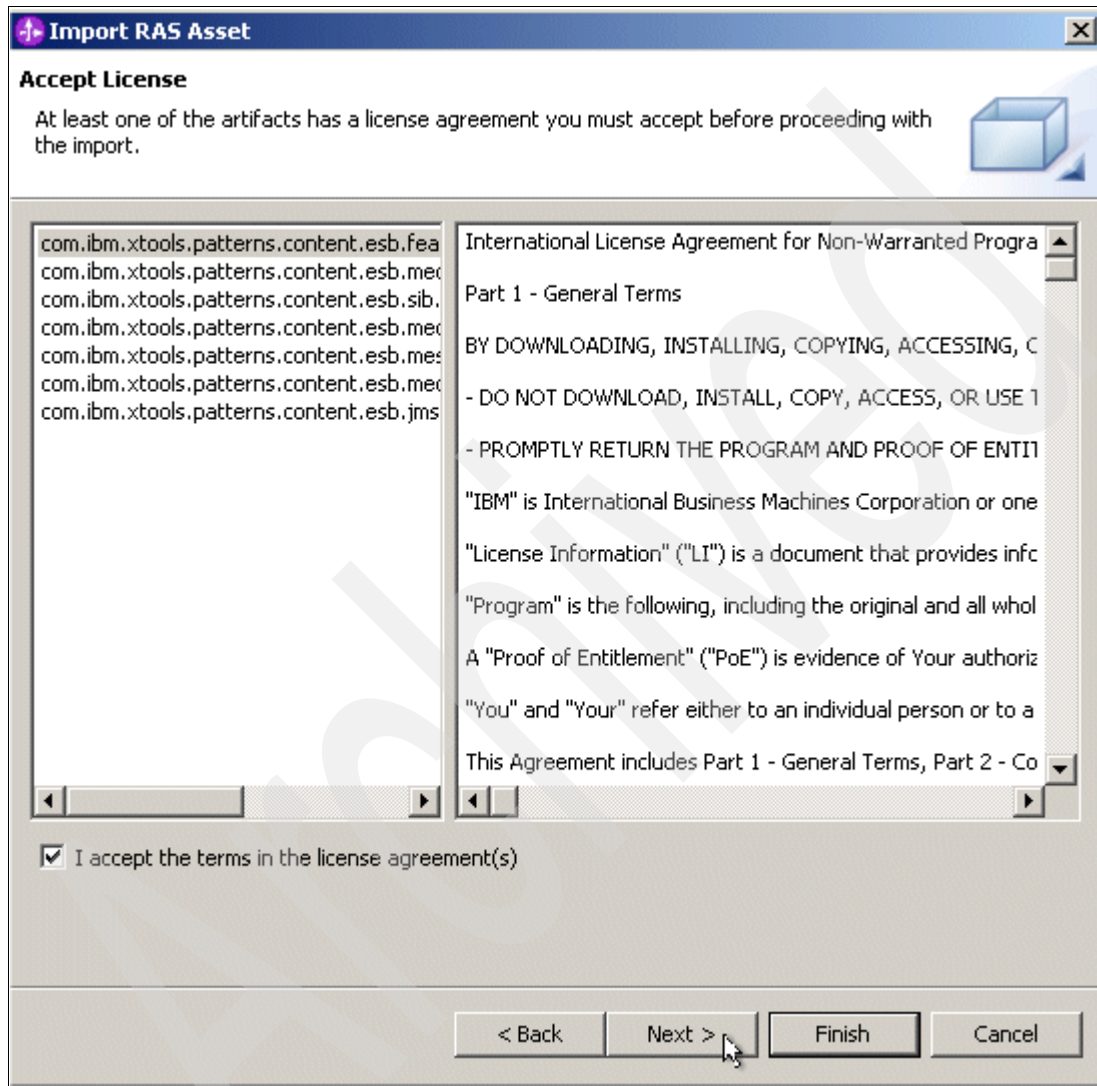 Import RAS Asset
Accept License
At least one of the artifacts has a license agreement you must accept before proceeding with
the import.
com.ibm.xtools.patterns.content.esb.fea
com.ibm.xtools.patterns.content.esb.med
com.ibm.xtools.patterns.content.esb.sib.
com.ibm.xtools.patterns.content.esb.med
com.ibm.xtools.patterns.content.esb.mes
com.ibm.xtools.patterns.content.esb.med
com.ibm.xtools.patterns.content.esb.jms
International License Agreement for Non-Warranted Progra
Part 1 - General Terms
BY DOWNLOADING, INSTALLING, COPYING, ACCESSING, C
- DO NOT DOWNLOAD, INSTALL, COPY, ACCESS, OR USE T
- PROMPTLY RETURN THE PROGRAM AND PROOF OF ENTIT
"IBM" is International Business Machines Corporation or one
"License Information" ("LI") is a document that provides info
"Program" is the following, including the original and all whol
A "Proof of Entitlement" ("PoE") is evidence of Your authoriz
"You" and "Your" refer either to an individual person or to a
This Agreement includes Part 1 - General Terms, Part 2 - Co
I accept the terms in the license agreement(s)
< Back
Next >
Finish
Cancel
Archived